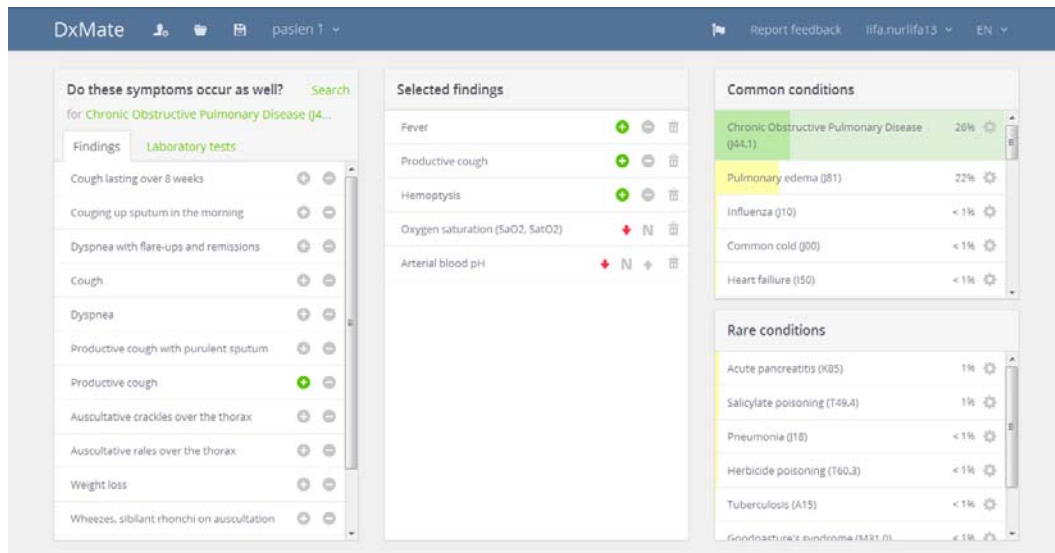 DxMate
pasien 1
Report feedback
lifa.nurlifa13
EN
Do these symptoms occur as well?
Search
for Chronic Obstructive Pulmonary Disease (J4...
Findings
Laboratory tests
Cough lasting over 8 weeks
Couging up sputum in the morning
Dyspnea with flare-ups and remissions
Cough
Dyspnea
Productive cough with purulent sputum
Productive cough
Auscultative crackles over the thorax
Auscultative rales over the thorax
Weight loss
Wheezes, sibilant rhonchi on auscultation
Selected findings
Fever
Productive cough
Hemoptysis
Oxygen saturation (SaO2, SatO2)
N
Arterial blood pH
N
Common conditions
Chronic Obstructive Pulmonary Disease 26%
(J44.1)
Pulmonary edema (J81) 22%
Influenza (J10) <1%
Common cold (J00) <1%
Heart failiure (I50) <1%
Rare conditions
Acute pancreatitis (K85) 1%
Salicylate poisoning (T49.4) 1%
Pneumonia (J18) <1%
Herbicide poisoning (T60.3) <1%
Tuberculosis (A15) <1%
Goodpasture's syndrome (M31.0) <1%